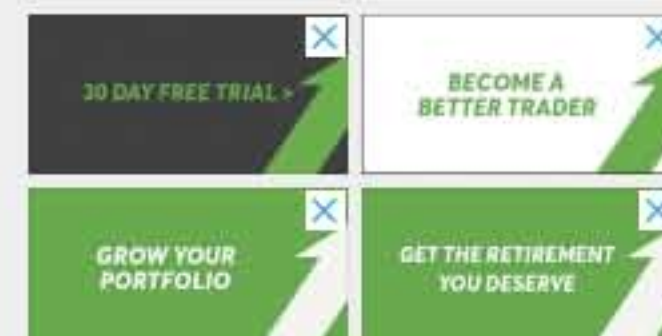 30 DAY FREE TRIAL >
BECOME A
BETTER TRADER
GROW YOUR
PORTFOLIO
GET THE RETIREMENT
YOU DESERVE